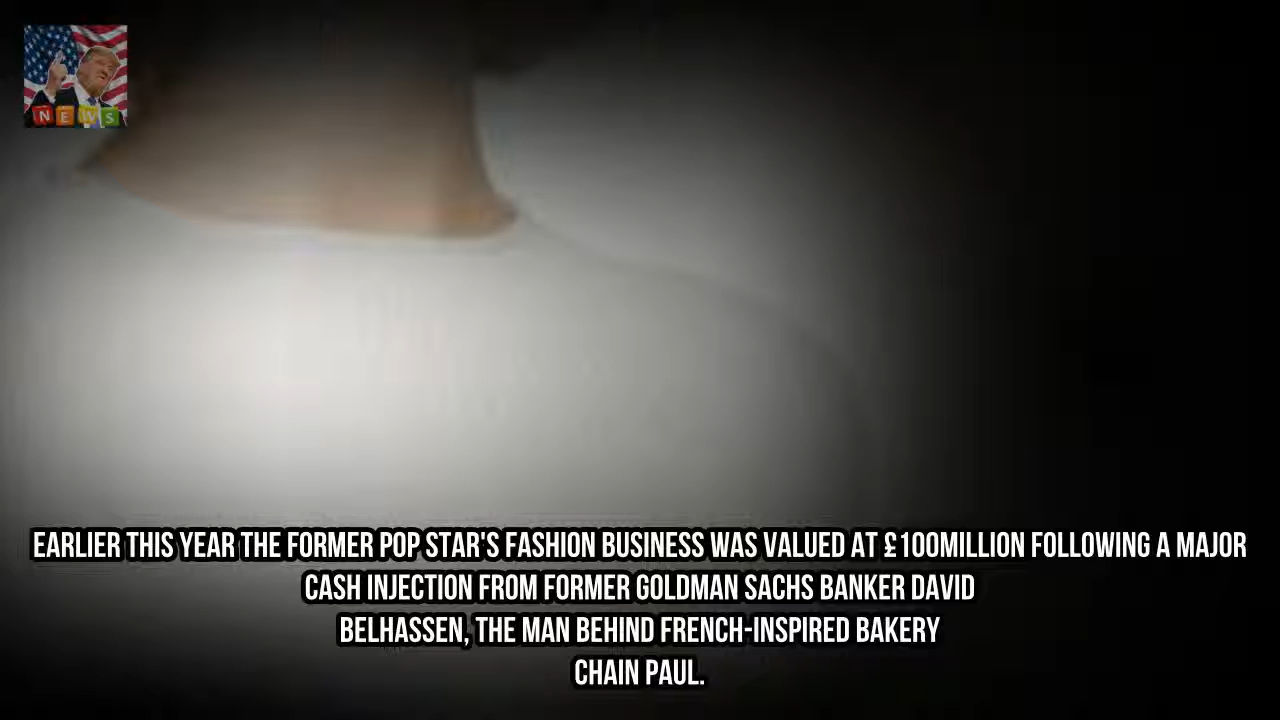 NEWS
EARLIER THIS YEAR THE FORMER POP STAR'S FASHION BUSINESS WAS VALUED AT £100MILLION FOLLOWING A MAJOR
CASH INJECTION FROM FORMER GOLDMAN SACHS BANKER DAVID
BELHASSEN, THE MAN BEHIND FRENCH-INSPIRED BAKERY
CHAIN PAUL.